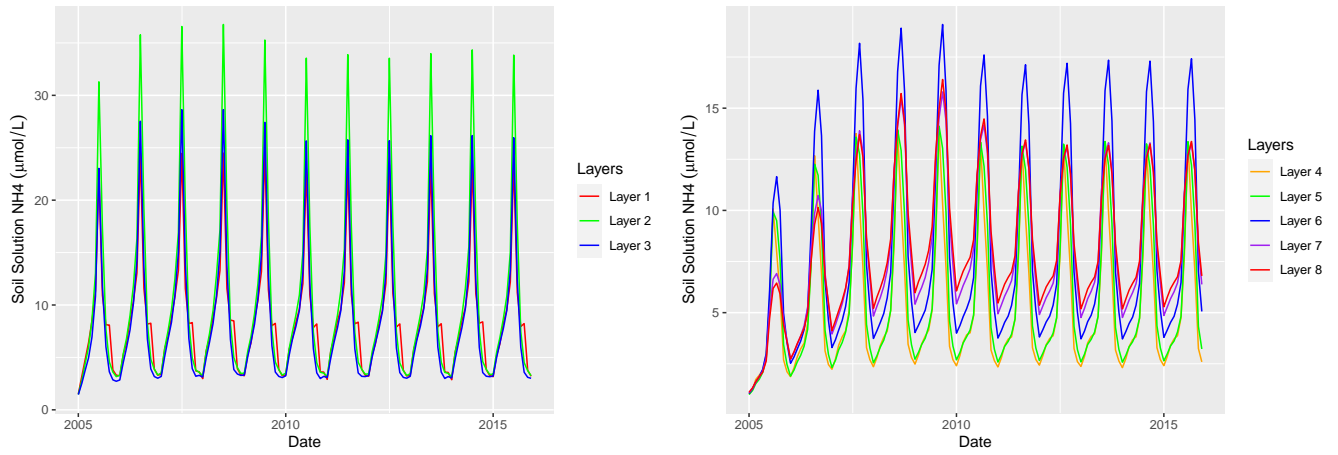 Soil Solution NH4 (μmol/L)
30
20
10
0
2005
2010
2015
Date
Layers
Layer 1
Layer 2
Layer 3
Soil Solution NH4 (μmol/L)
15
10
5
2005
2010
2015
Date
Layers
Layer 4
Layer 5
Layer 6
Layer 7
Layer 8